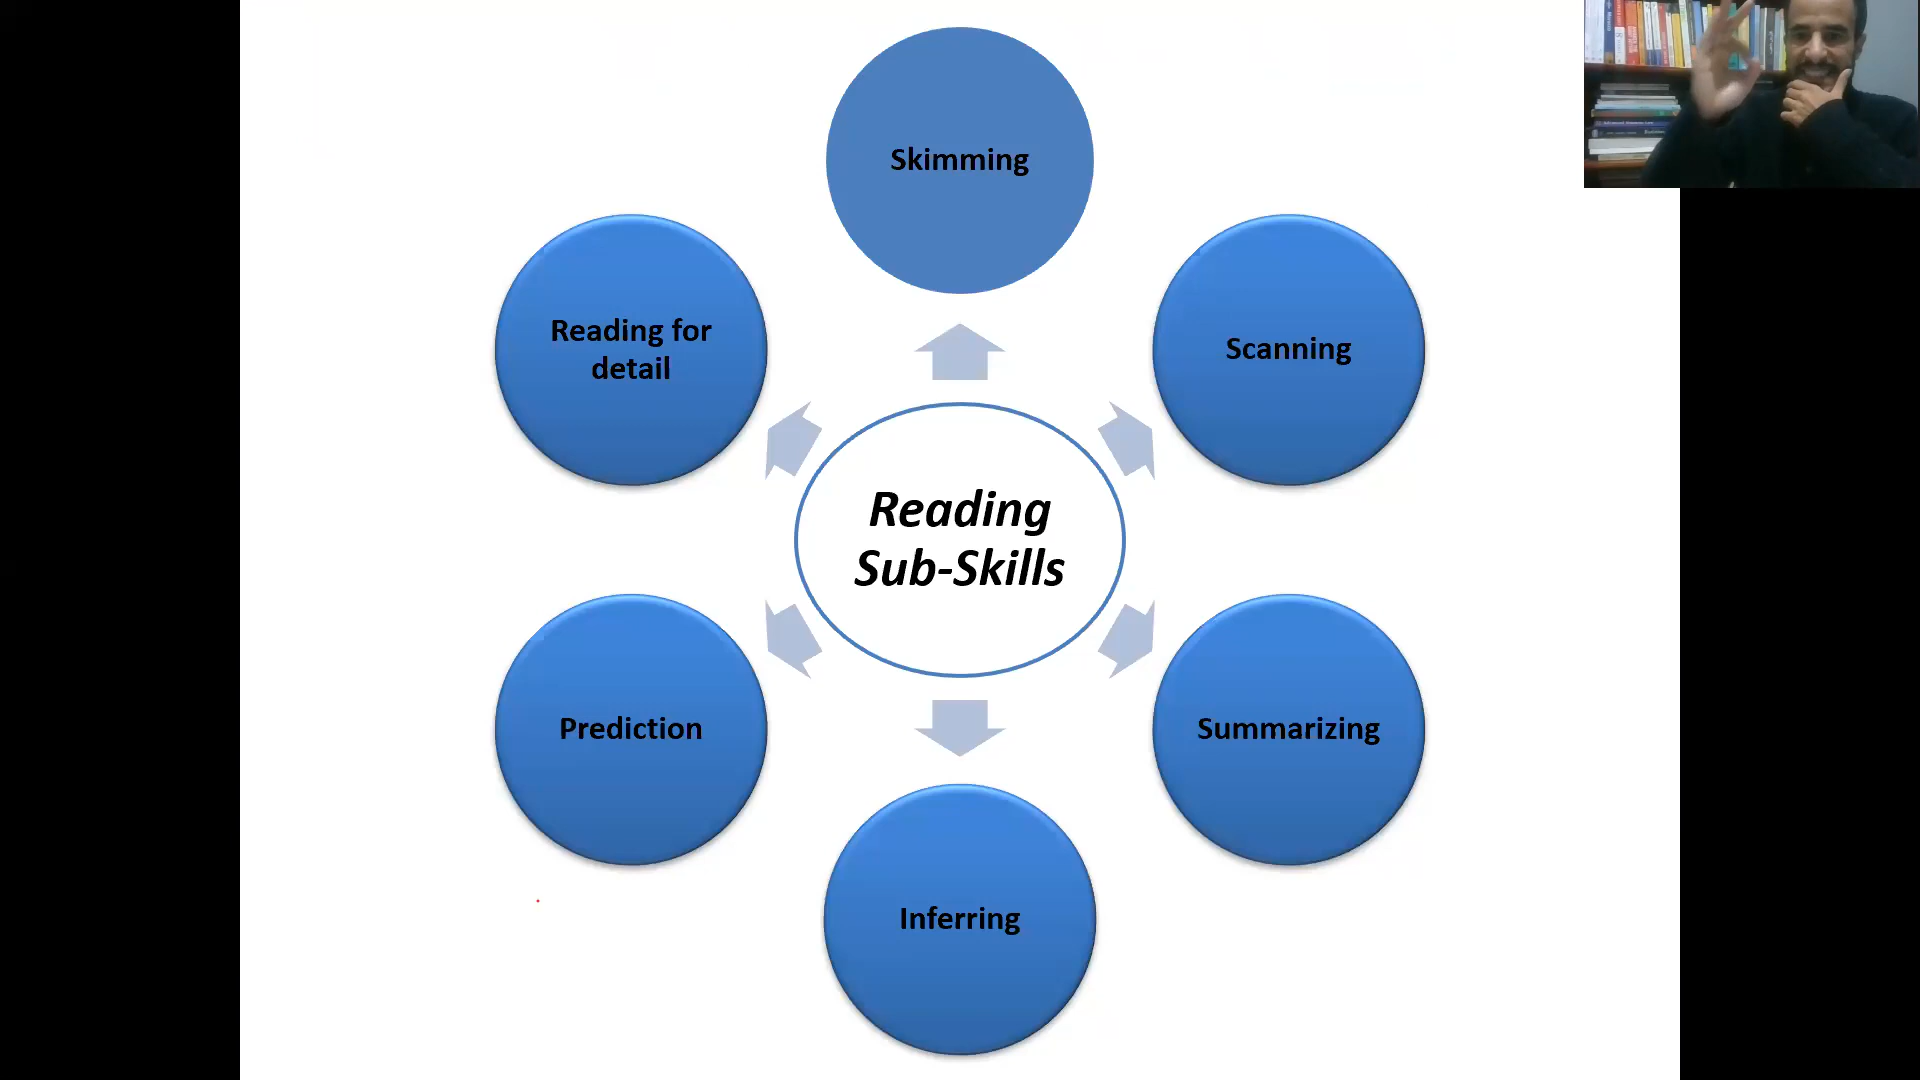 Skimming
Reading for
detail
Scanning
Reading
Sub-Skills
Prediction
Summarizing
Inferring